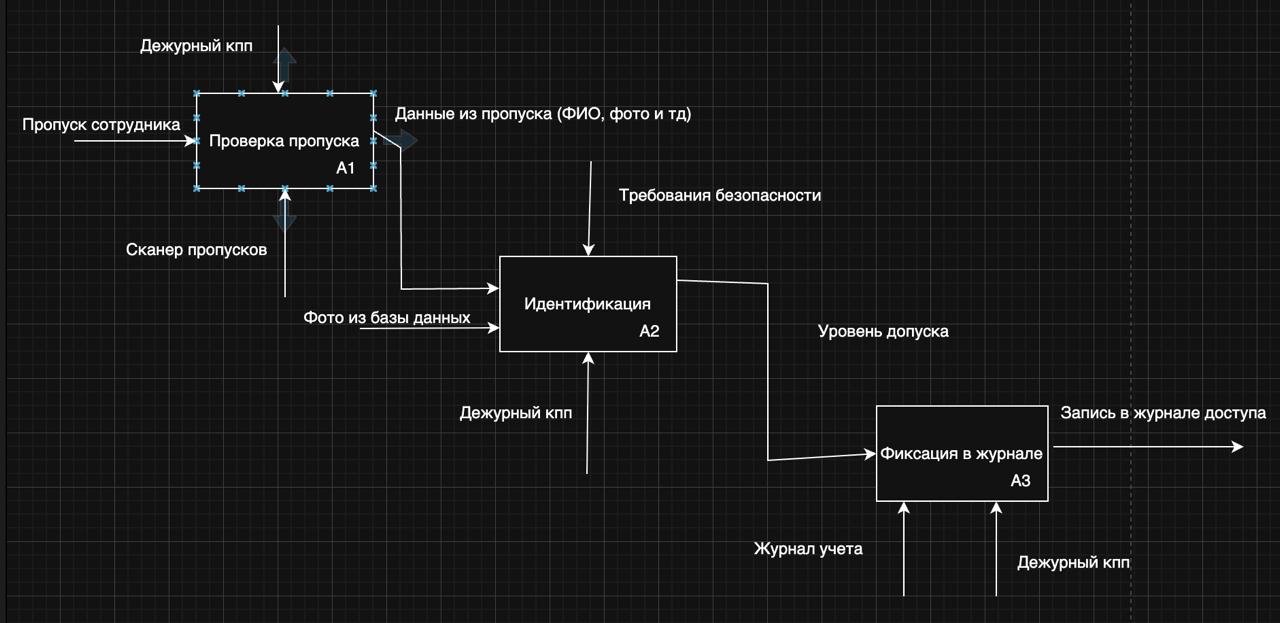 Дежурный кпп
Пропуск сотрудника
Проверка пропуска
A1
Данные из пропуска (ФИО, фото и тд)
Сканер пропусков
Требования безопасности
Фото из базы данных
Идентификация
A2
Дежурный кпп
Уровень допуска
Фиксация в журнале
A3
Запись в журнале доступа
Журнал учета
Дежурный кпп